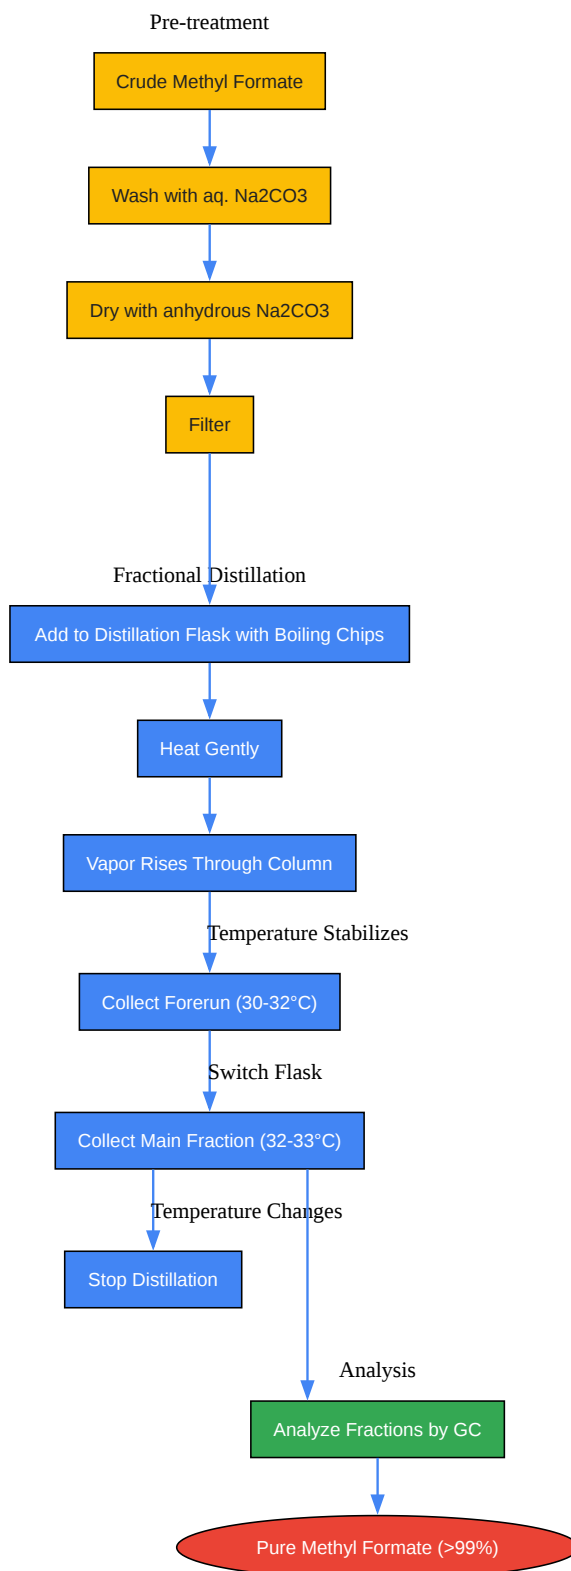 Pre-treatment
Crude Methyl Formate
Wash with aq. Na2CO3
Dry with anhydrous Na2CO3
Filter
Fractional Distillation
Add to Distillation Flask with Boiling Chips
Heat Gently
Vapor Rises Through Column
Temperature Stabilizes
Collect Forerun (30-32°C)
Switch Flask
Collect Main Fraction (32-33°C)
Temperature Changes
Stop Distillation
Analysis
Analyze Fractions by GC
Pure Methyl Formate (>99%)